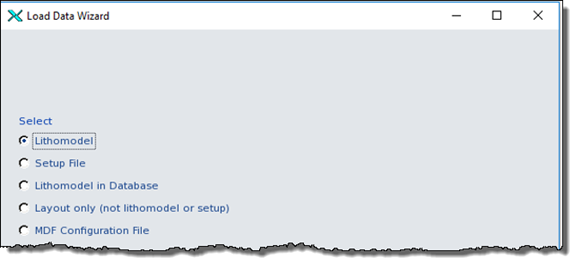 Load Data Wizard
Select
Lithomodel
Setup File
Lithomodel in Database
Layout only (not lithomodel or setup)
MDF Configuration File